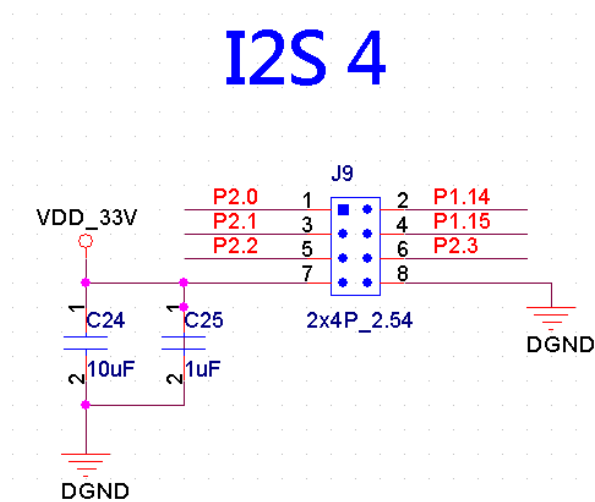 I2S 4
J9
P2.0 1 2 P1.14
VDD_33V
P2.1 3 4 P1.15
P2.2 5 6 P2.3
7 8
1 C24 1 C25 2x4P_2.54
DGND
2 10uF 2 1uF
DGND